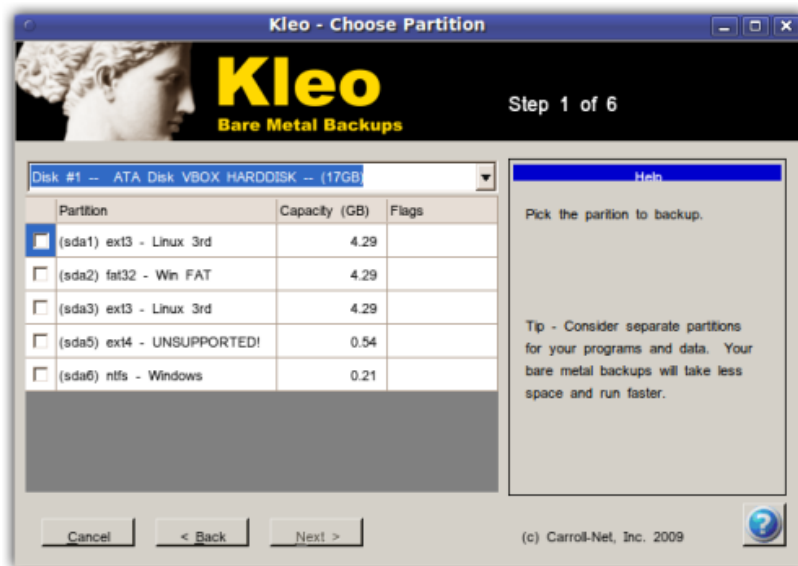 Kleo - Choose Partition
Kleo
Bare Metal Backups
Step 1 of 6
Disk #1 -- ATA Disk VBOX HARDDISK -- (17GB)
Partition Capacity (GB) Flags
(sda1) ext3 - Linux 3rd 4.29
(sda2) fat32 - Win FAT 4.29
(sda3) ext3 - Linux 3rd 4.29
(sda5) ext4 - UNSUPPORTED! 0.54
(sda6) ntfs - Windows 0.21
Help
Pick the parition to backup.
Tip - Consider separate partitions
for your programs and data. Your
bare metal backups will take less
space and run faster.
Cancel
< Back
Next >
(c) Carroll-Net, Inc. 2009
?